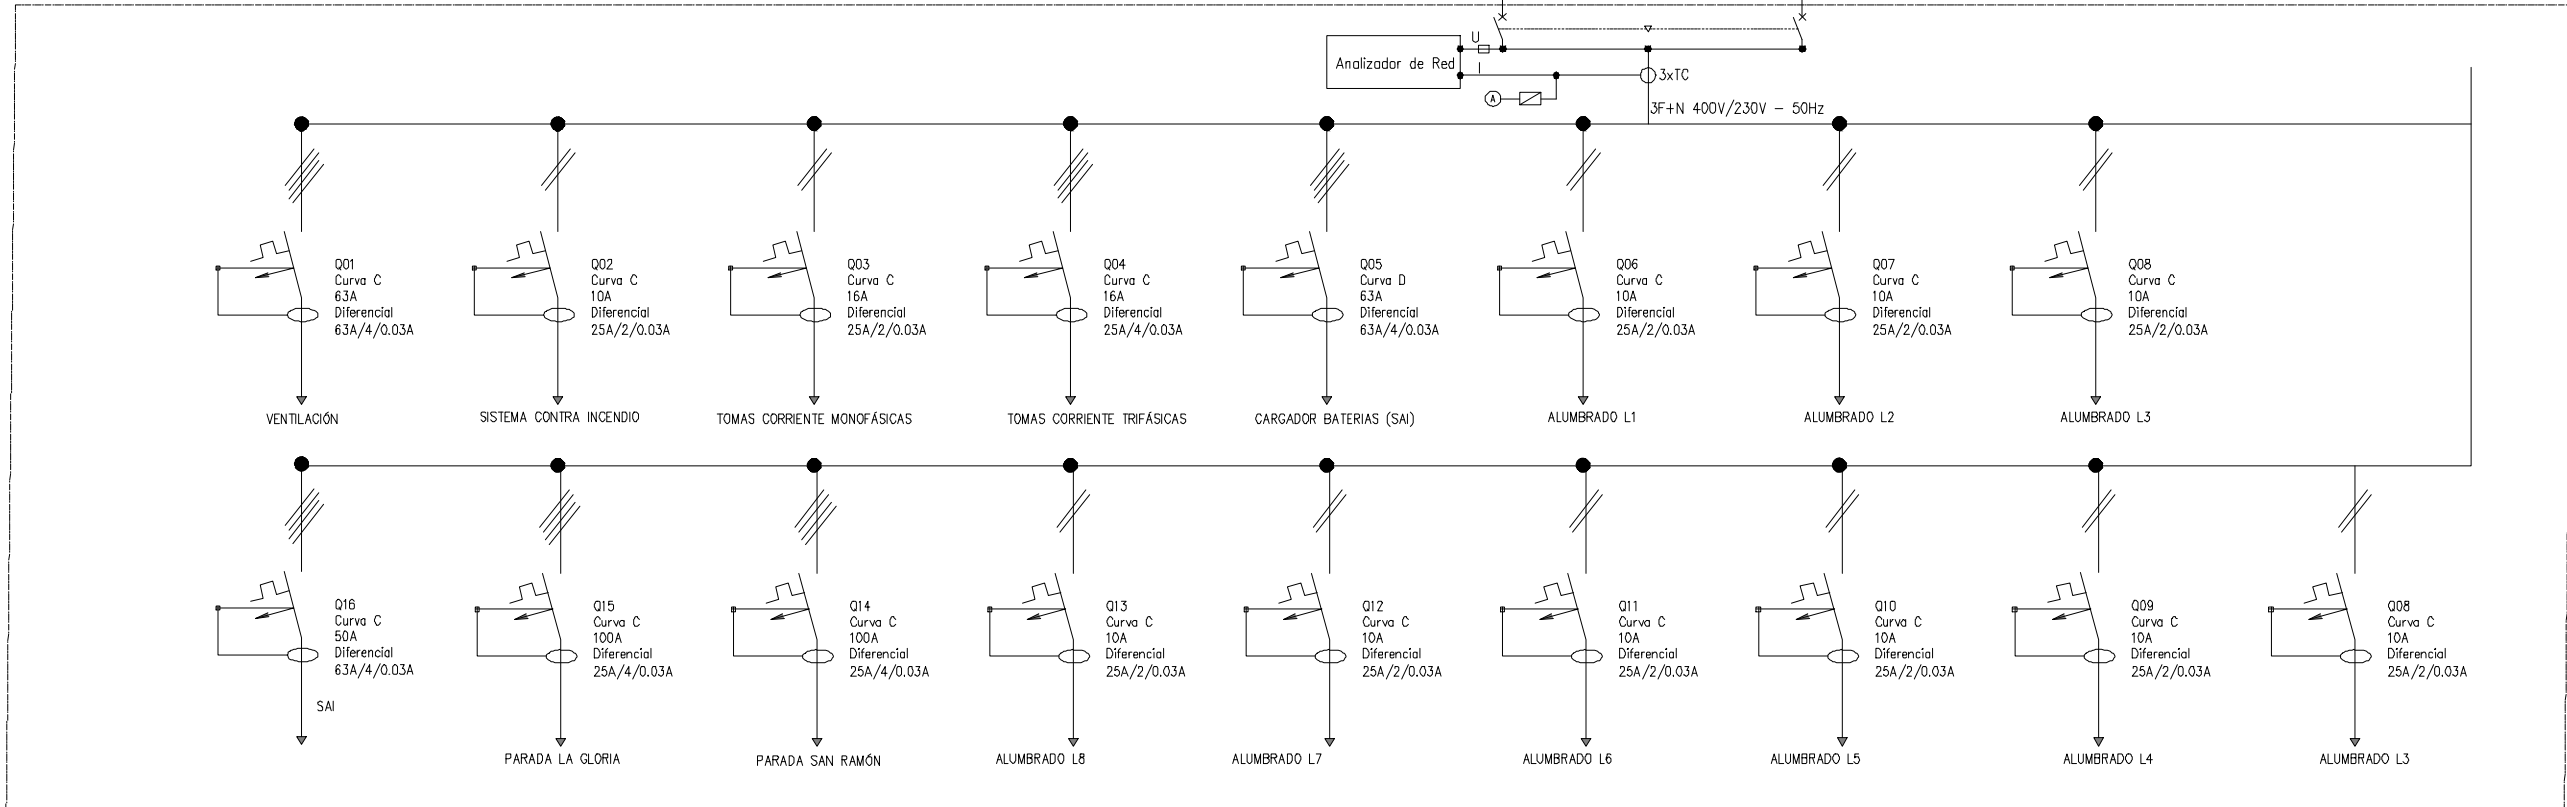 U
Analizador de Red
I
3xTC
A
3F+N 400V/230V - 50Hz
Q01
Curva C
63A
Diferencial
63A/4/0.03A
VENTILACIÓN
Q02
Curva C
10A
Diferencial
25A/2/0.03A
SISTEMA CONTRA INCENDIO
Q03
Curva C
16A
Diferencial
25A/2/0.03A
TOMAS CORRIENTE MONOFÁSICAS
Q04
Curva C
16A
Diferencial
25A/4/0.03A
TOMAS CORRIENTE TRIFÁSICAS
Q05
Curva D
63A
Diferencial
63A/4/0.03A
CARGADOR BATERIAS (SAI)
Q06
Curva C
10A
Diferencial
25A/2/0.03A
ALUMBRADO L1
Q07
Curva C
10A
Diferencial
25A/2/0.03A
ALUMBRADO L2
Q08
Curva C
10A
Diferencial
25A/2/0.03A
ALUMBRADO L3
Q16
Curva C
50A
Diferencial
63A/4/0.03A
SAI
Q15
Curva C
100A
Diferencial
25A/4/0.03A
PARADA LA GLORIA
Q14
Curva C
100A
Diferencial
25A/4/0.03A
PARADA SAN RAMÓN
Q13
Curva C
10A
Diferencial
25A/2/0.03A
ALUMBRADO L8
Q12
Curva C
10A
Diferencial
25A/2/0.03A
ALUMBRADO L7
Q11
Curva C
10A
Diferencial
25A/2/0.03A
ALUMBRADO L6
Q10
Curva C
10A
Diferencial
25A/2/0.03A
ALUMBRADO L5
Q09
Curva C
10A
Diferencial
25A/2/0.03A
ALUMBRADO L4
Q08
Curva C
10A
Diferencial
25A/2/0.03A
ALUMBRADO L3